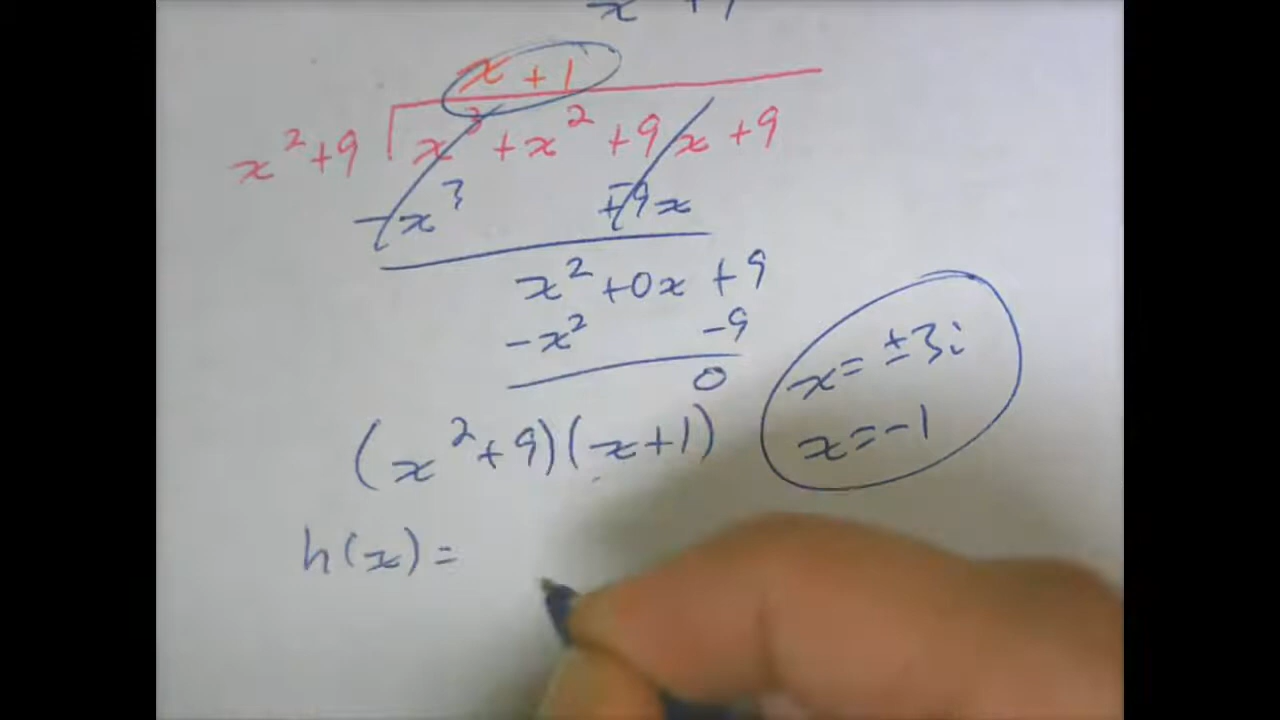 x + 1
x² + 9 x³ + x² + 9x + 9
- x³ + - 9x
x² + 0x + 9
- x² - 9
0
x = ± 3i
x = -1
(x² + 9)(x + 1)
h(x) =